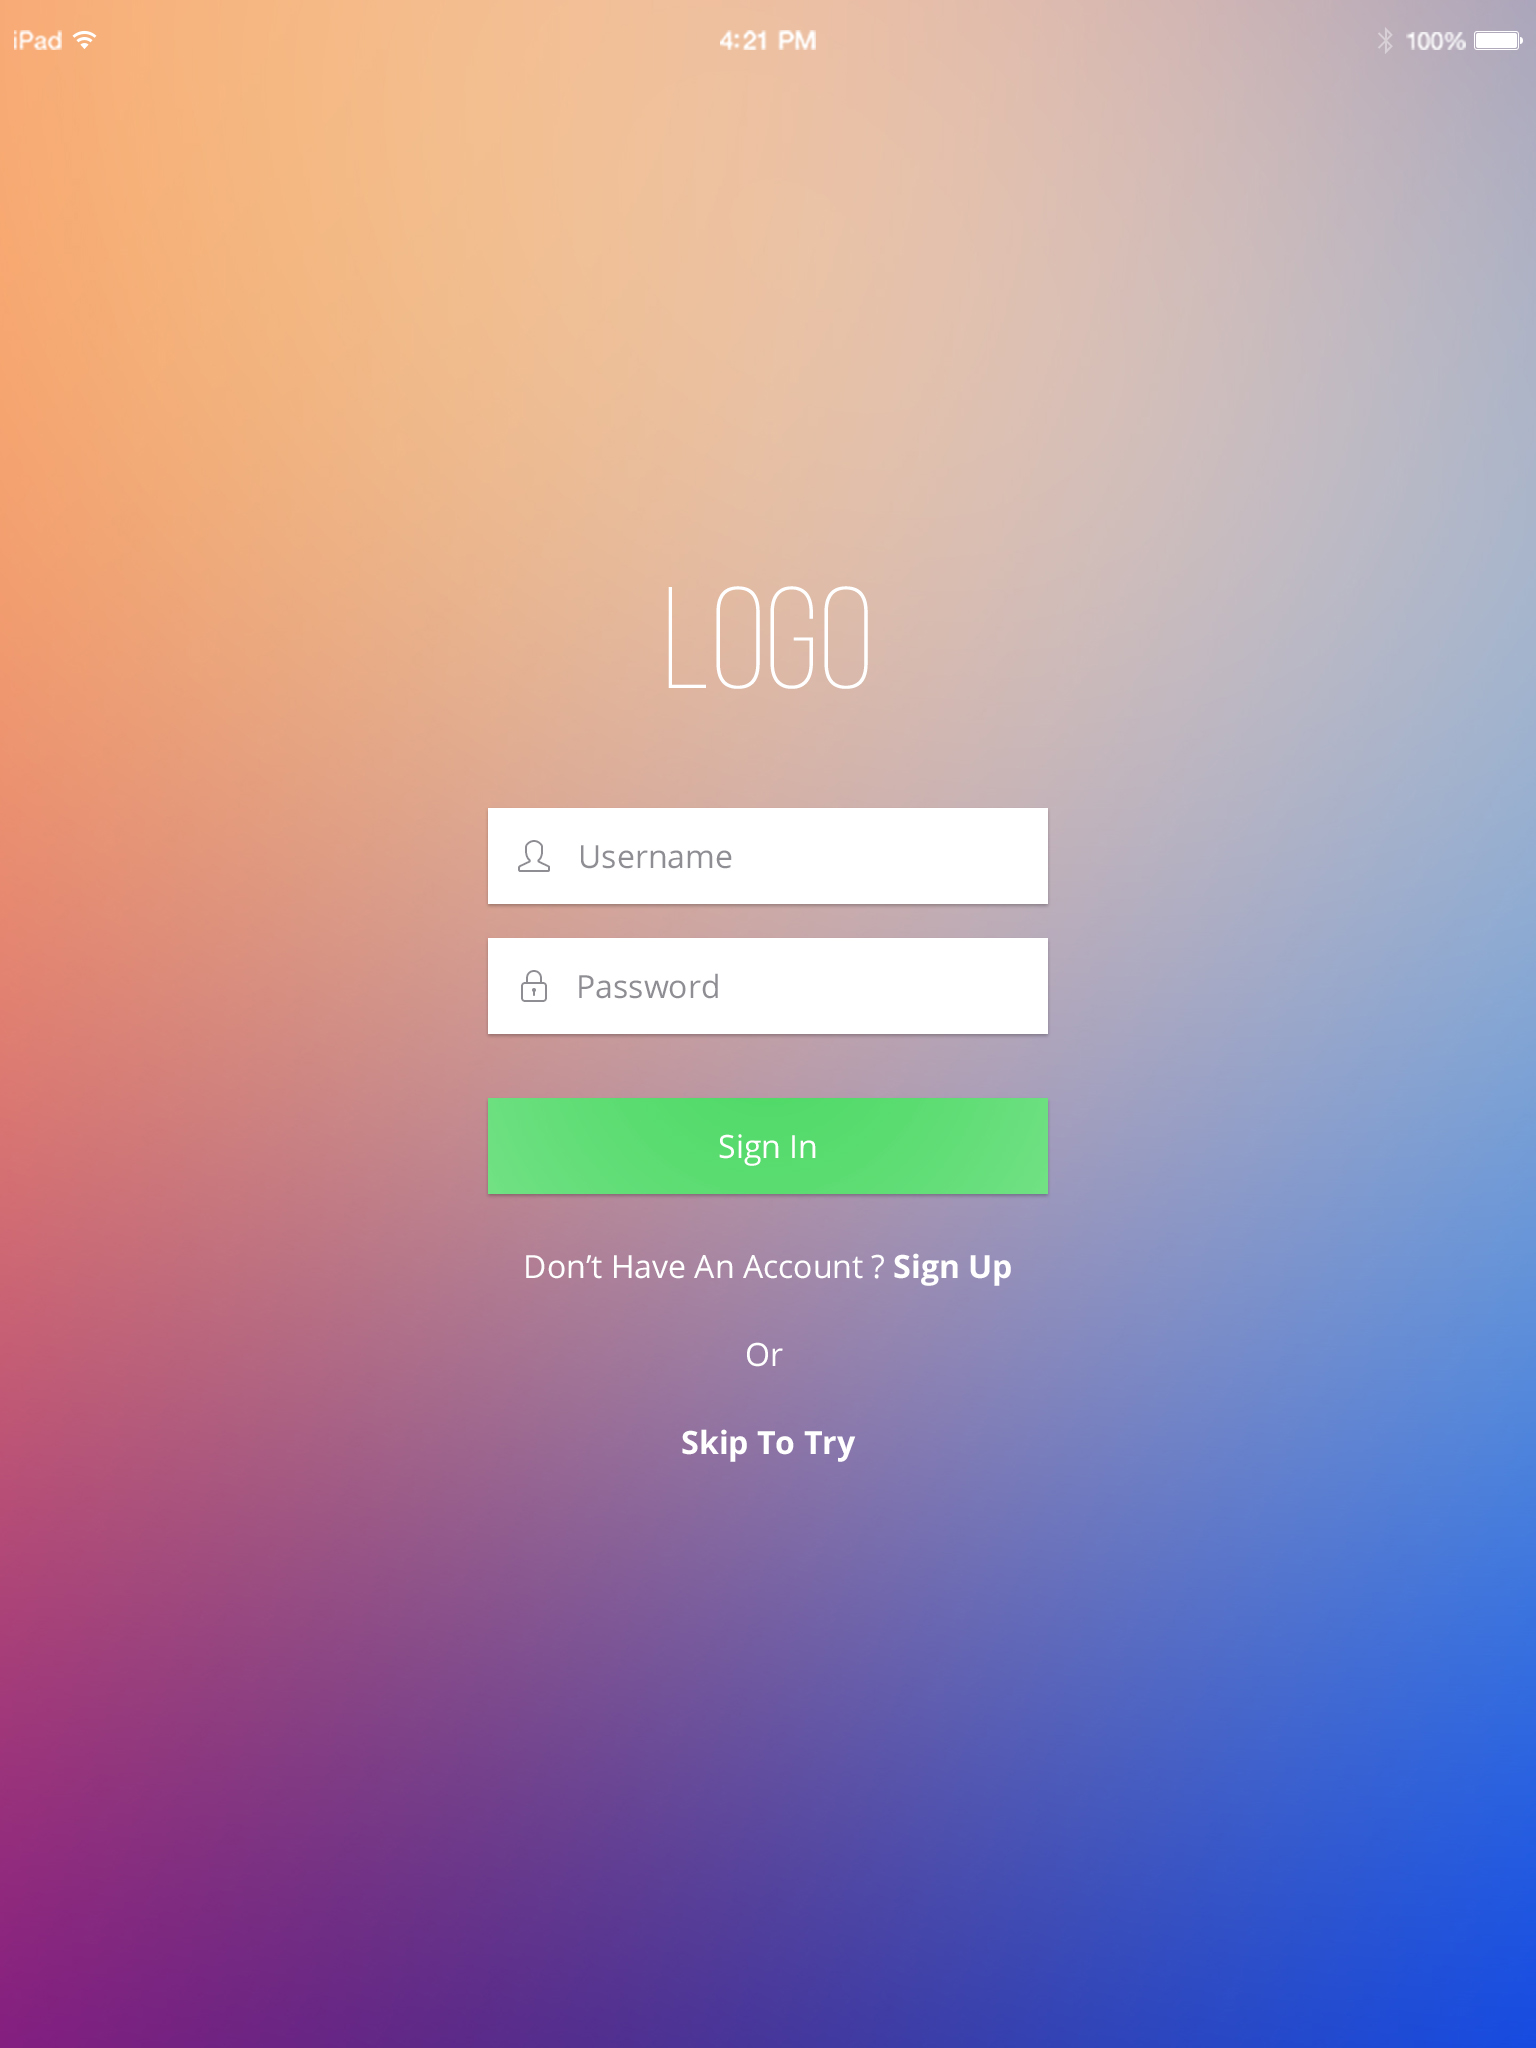 iPad 4:21 PM 100%
LOGO
Username
Password
Sign In
Don’t Have An Account ? Sign Up
Or
Skip To Try